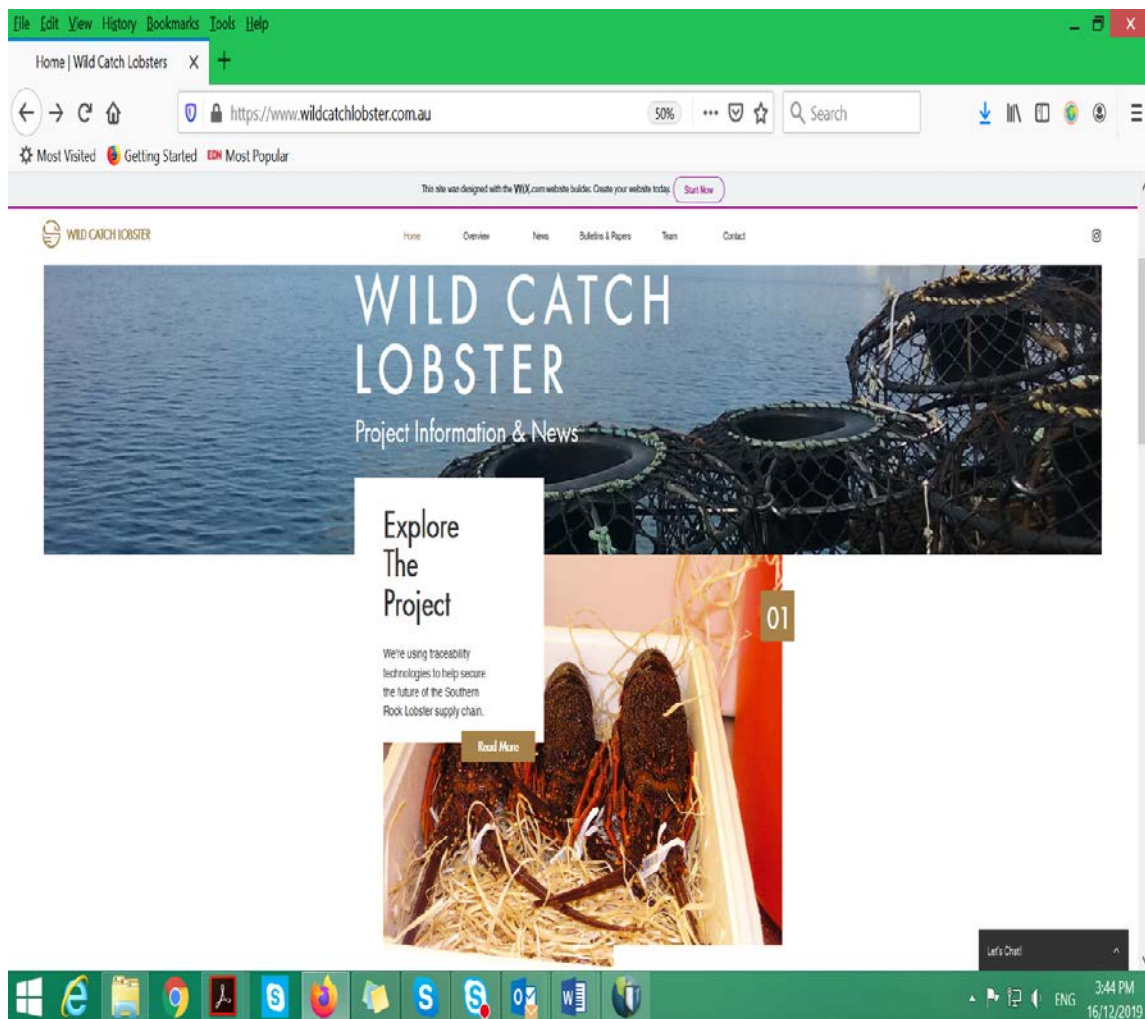 File Edit View History Bookmarks Tools Help
Home | Wild Catch Lobsters X +
https://www.wildcatchlobster.com.au 50% Search
Most Visited Getting Started EDN Most Popular
This site was designed with the WiX.com website builder. Create your website today. Start Now
WILD CATCH LOBSTER Home Overview News Bulletins & Papers Team Contact
WILD CATCH
LOBSTER
Project Information & News
Explore
The
Project
01
We're using traceability
technologies to help secure
the future of the Southern
Rock Lobster supply chain.
Read More
Let's Chat!
ENG 3:44 PM
16/12/2019